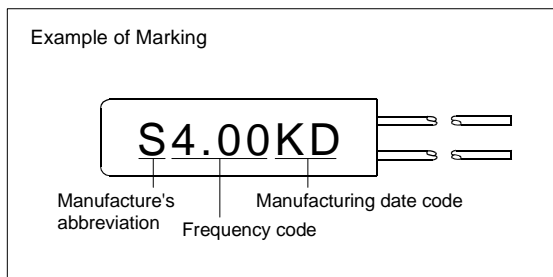 Example of Marking
S4.00KD
Manufacture's
abbreviation
Frequency code
Manufacturing date code